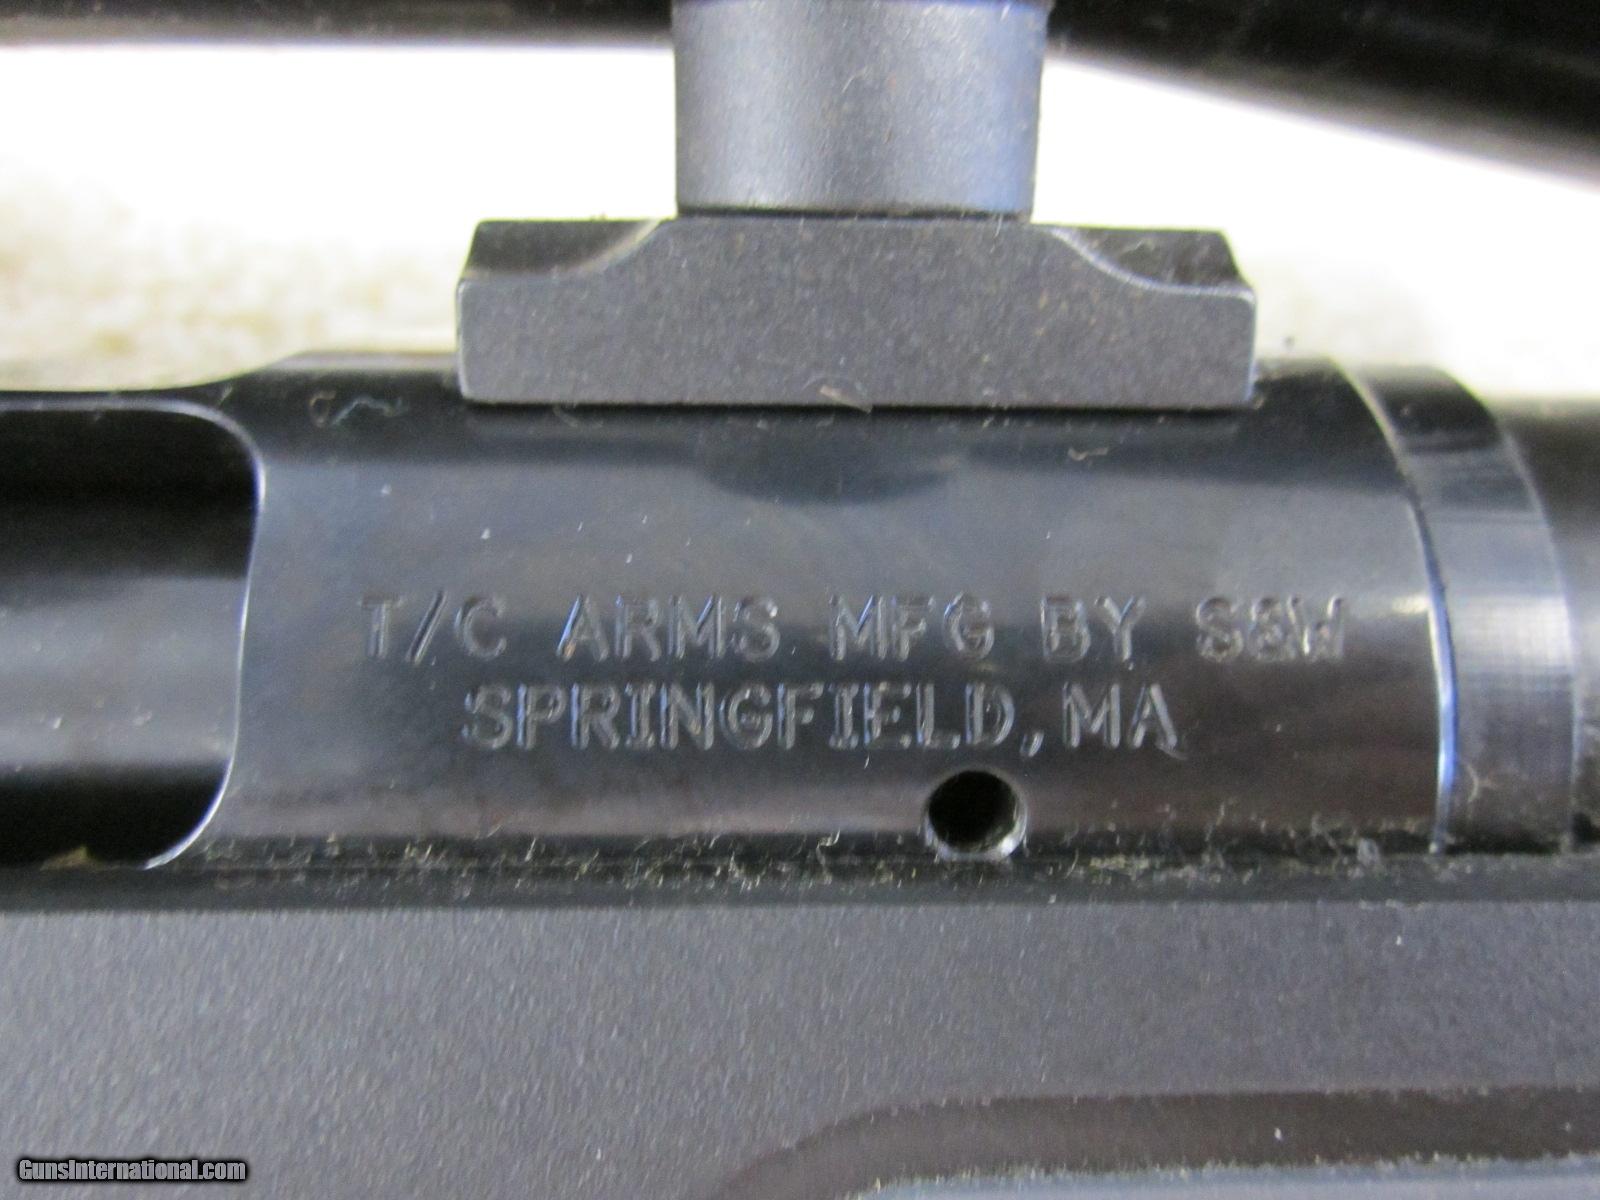 T/C ARMS MFG BY S&W
SPRINGFIELD, MA
GunsInternational.com